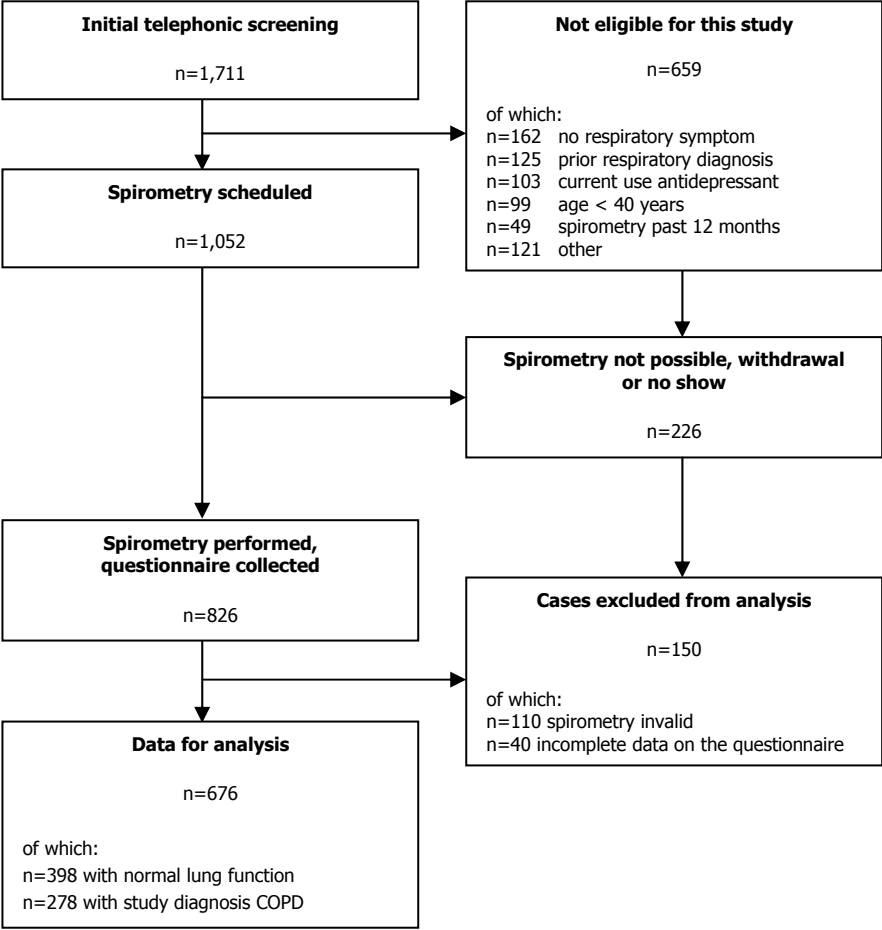 Initial telephonic screening
n=1,711
Not eligible for this study
n=659
of which:
n=162 no respiratory symptom
n=125 prior respiratory diagnosis
n=103 current use antidepressant
n=99 age < 40 years
n=49 spirometry past 12 months
n=121 other
Spirometry scheduled
n=1,052
Spirometry not possible, withdrawal
or no show
n=226
Spirometry performed,
questionnaire collected
n=826
Cases excluded from analysis
n=150
of which:
n=110 spirometry invalid
n=40 incomplete data on the questionnaire
Data for analysis
n=676
of which:
n=398 with normal lung function
n=278 with study diagnosis COPD